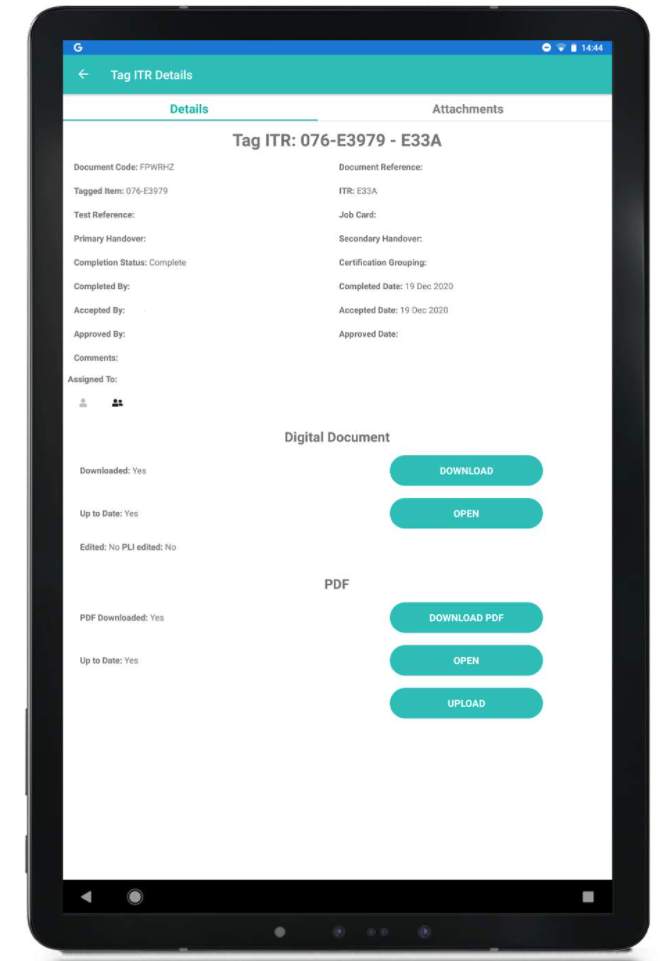 G 14:44
Tag ITR Details
Details Attachments
Tag ITR: 076-E3979 - E33A
Document Code: FPWRHZ Document Reference:
Tagged Item: 076-E3979 ITR: E33A
Test Reference: Job Card:
Primary Handover: Secondary Handover:
Completion Status: Complete Certification Grouping:
Completed By: Completed Date: 19 Dec 2020
Accepted By: Accepted Date: 19 Dec 2020
Approved By: Approved Date:
Comments:
Assigned To:
Digital Document
Downloaded: Yes DOWNLOAD
Up to Date: Yes OPEN
Edited: No PLI edited: No
PDF
PDF Downloaded: Yes DOWNLOAD PDF
Up to Date: Yes OPEN
UPLOAD